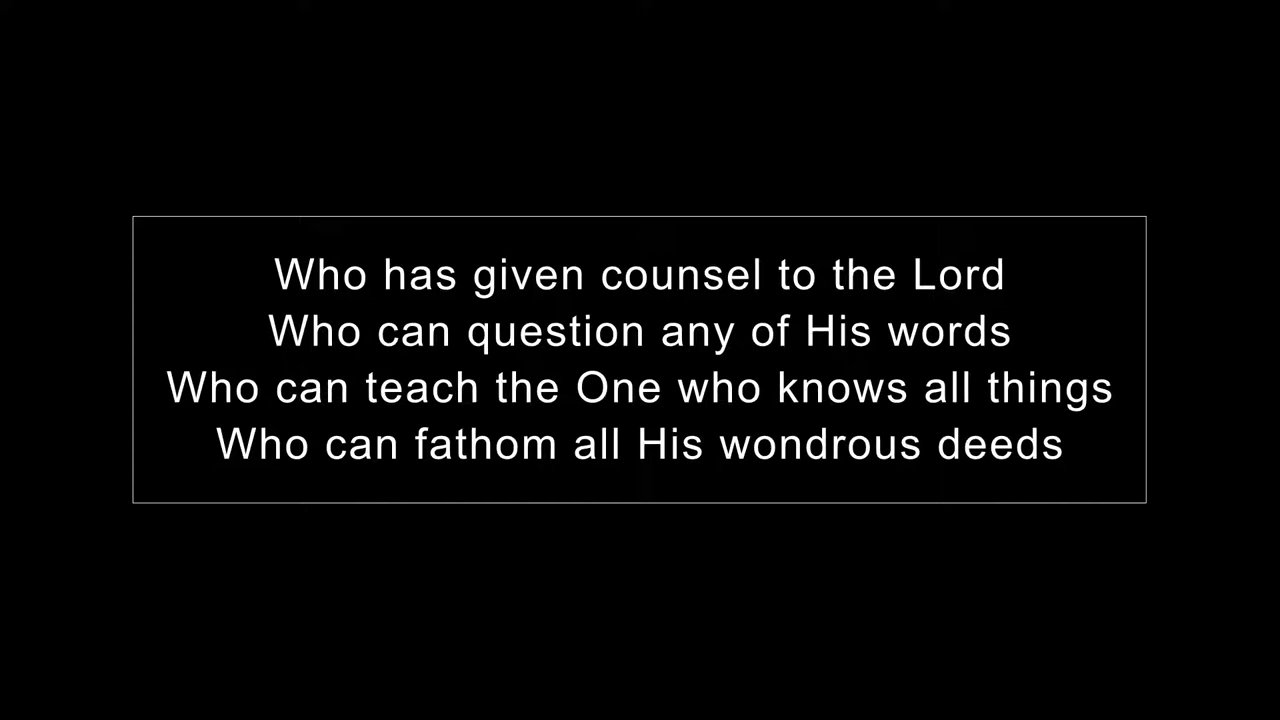 Who has given counsel to the Lord
Who can question any of His words
Who can teach the One who knows all things
Who can fathom all His wondrous deeds